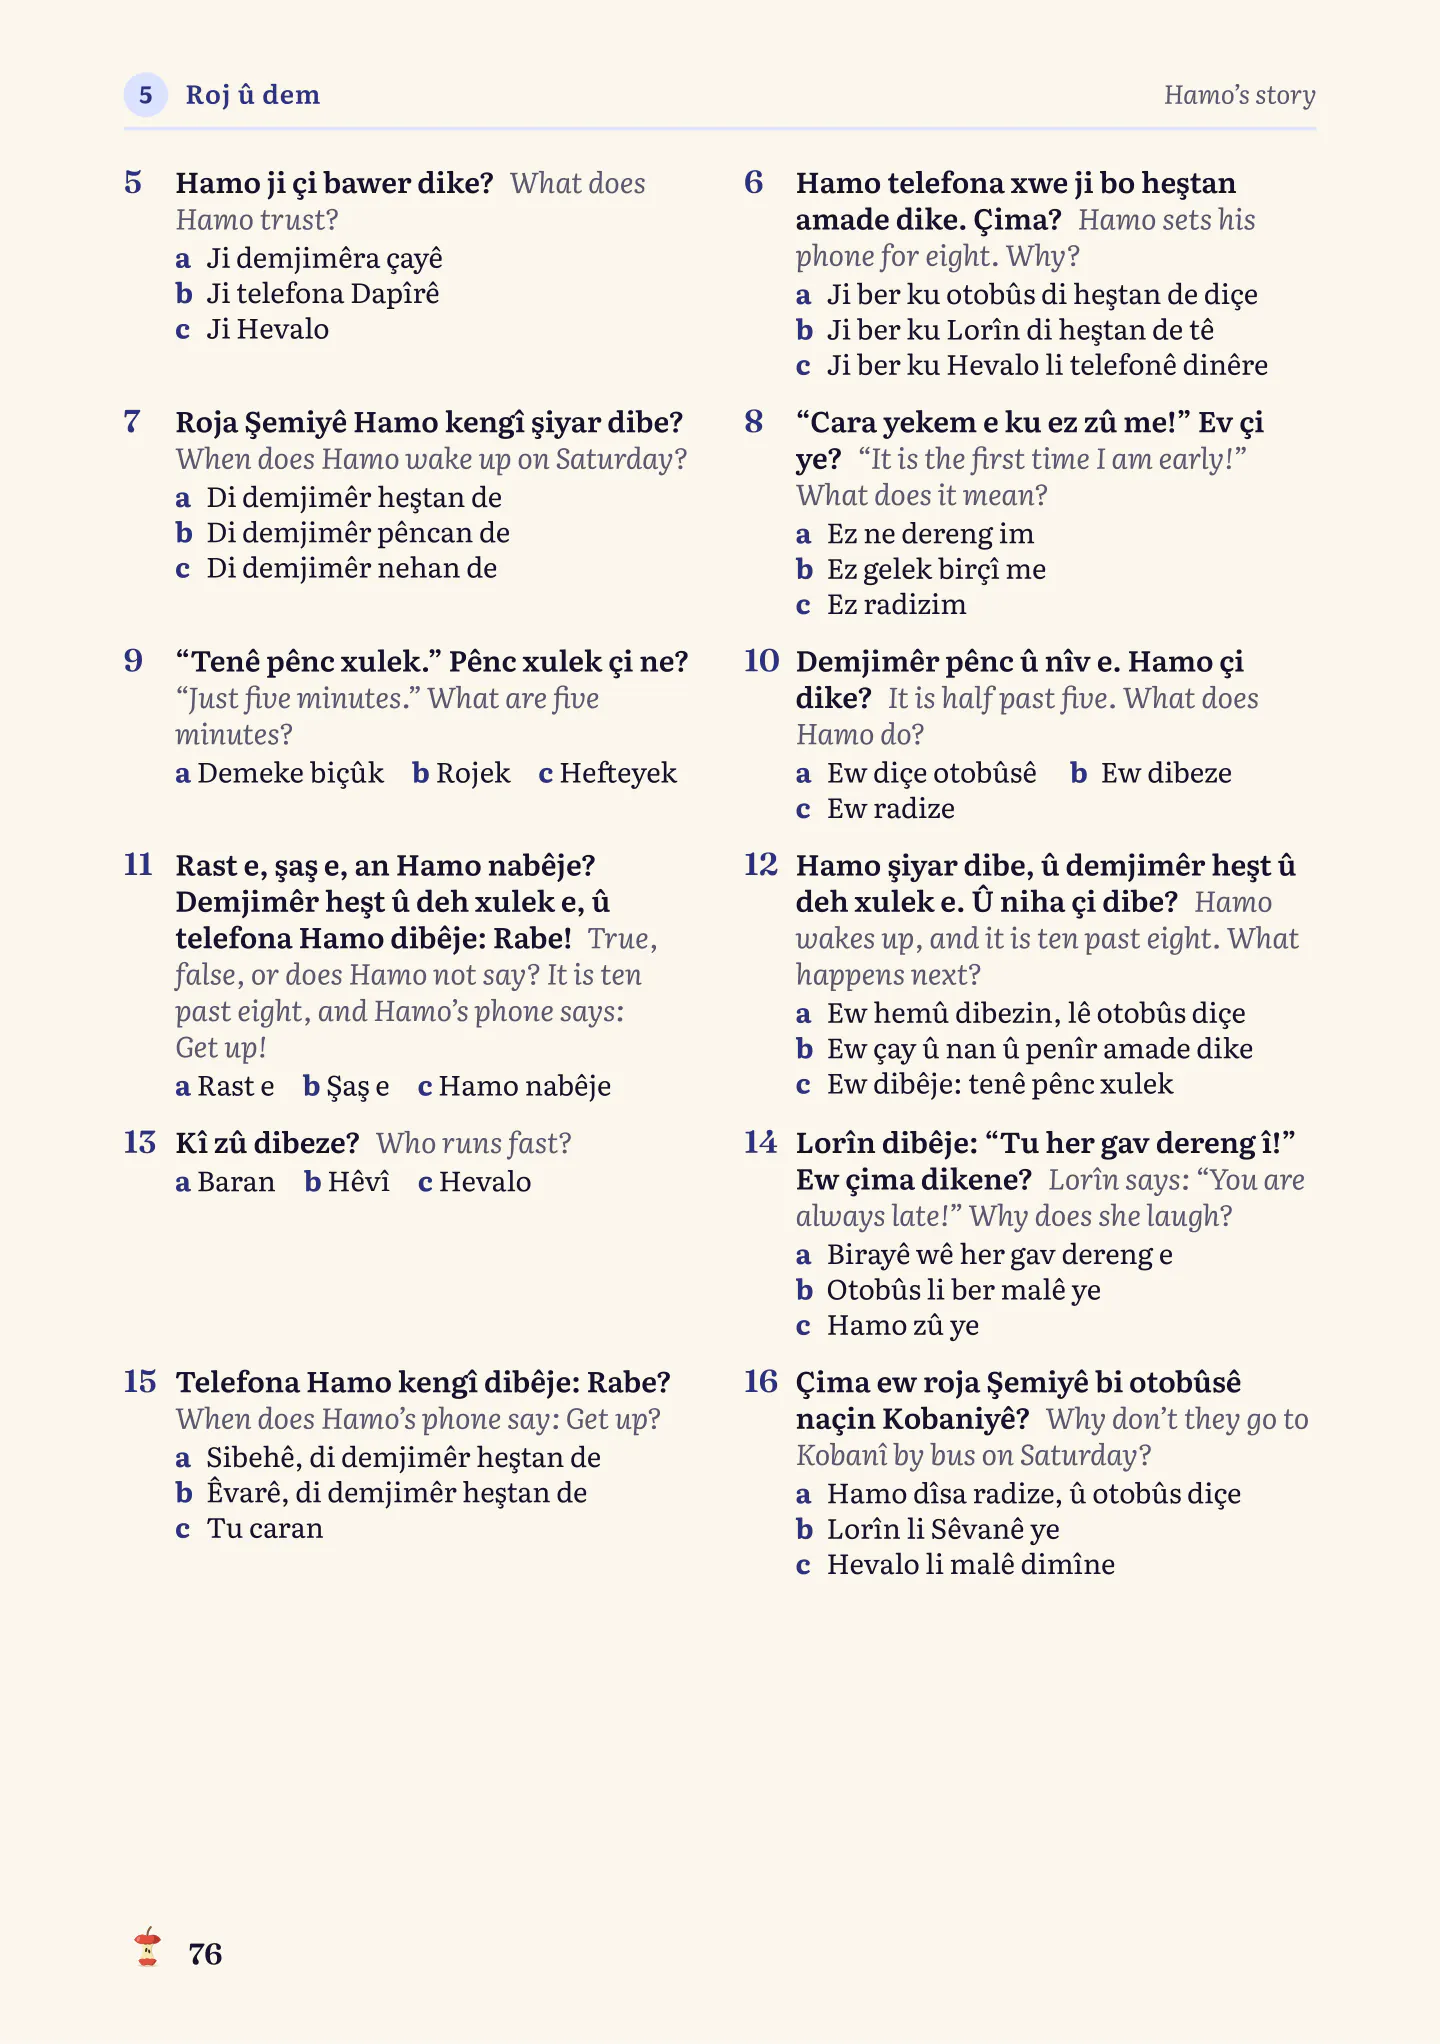 5 Roj û dem
Hamo’s story
5 Hamo ji çi bawer dike? What does
Hamo trust?
a Ji demjimêra çayê
b Ji telefona Dapîrê
c Ji Hevalo
6 Hamo telefona xwe ji bo heştan
amade dike. Çima? Hamo sets his
phone for eight. Why?
a Ji ber ku otobûs di heştan de diçe
b Ji ber ku Lorîn di heştan de tê
c Ji ber ku Hevalo li telefonê dinêre
7 Roja Şemiyê Hamo kengî şiyar dibe?
When does Hamo wake up on Saturday?
a Di demjimêr heştan de
b Di demjimêr pêncan de
c Di demjimêr nehan de
8 “Cara yekem e ku ez zû me!” Ev çi
ye? “It is the first time I am early!”
What does it mean?
a Ez ne dereng im
b Ez gelek birçî me
c Ez radizim
9 “Tenê pênc xulek.” Pênc xulek çi ne?
“Just five minutes.” What are five
minutes?
a Demeke biçûk b Rojek c Hefteyek
10 Demjimêr pênc û nîv e. Hamo çi
dike? It is half past five. What does
Hamo do?
a Ew diçe otobûsê b Ew dibeze
c Ew radize
11 Rast e, şaş e, an Hamo nabêje?
Demjimêr heşt û deh xulek e, û
telefona Hamo dibêje: Rabe! True,
false, or does Hamo not say? It is ten
past eight, and Hamo’s phone says:
Get up!
a Rast e b Şaş e c Hamo nabêje
12 Hamo şiyar dibe, û demjimêr heşt û
deh xulek e. Û niha çi dibe? Hamo
wakes up, and it is ten past eight. What
happens next?
a Ew hemû dibezin, lê otobûs diçe
b Ew çay û nan û penîr amade dike
c Ew dibêje: tenê pênc xulek
13 Kî zû dibeze? Who runs fast?
a Baran b Hêvî c Hevalo
14 Lorîn dibêje: “Tu her gav dereng î!”
Ew çima dikene? Lorîn says: “You are
always late!” Why does she laugh?
a Birayê wê her gav dereng e
b Otobûs li ber malê ye
c Hamo zû ye
15 Telefona Hamo kengî dibêje: Rabe?
When does Hamo’s phone say: Get up?
a Sibehê, di demjimêr heştan de
b Êvarê, di demjimêr heştan de
c Tu caran
16 Çima ew roja Şemiyê bi otobûsê
naçin Kobaniyê? Why don’t they go to
Kobanî by bus on Saturday?
a Hamo dîsa radize, û otobûs diçe
b Lorîn li Sêvanê ye
c Hevalo li malê dimîne
76